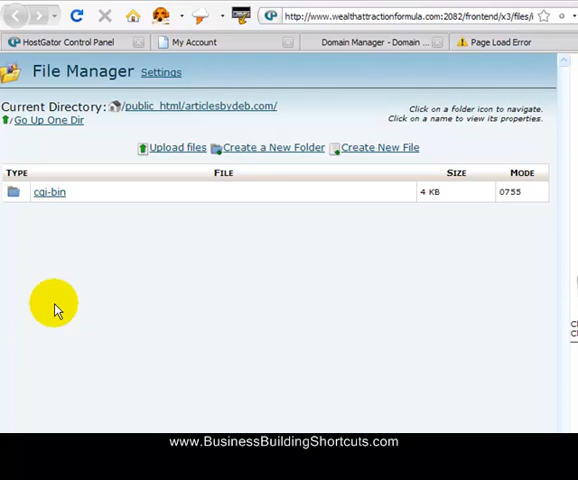 http://www.wealthattractionformula.com:2082/frontend/x3/files/
HostGator Control Panel
My Account
Domain Manager - Domain ...
Page Load Error
File Manager Settings
Current Directory: /public_html/articlesbydeb.com/
/Go Up One Dir
Click on a folder icon to navigate.
Click on a name to view its properties.
Upload files Create a New Folder Create New File
TYPE FILE SIZE MODE
cgi-bin 4 KB 0755
www.BusinessBuildingShortcuts.com